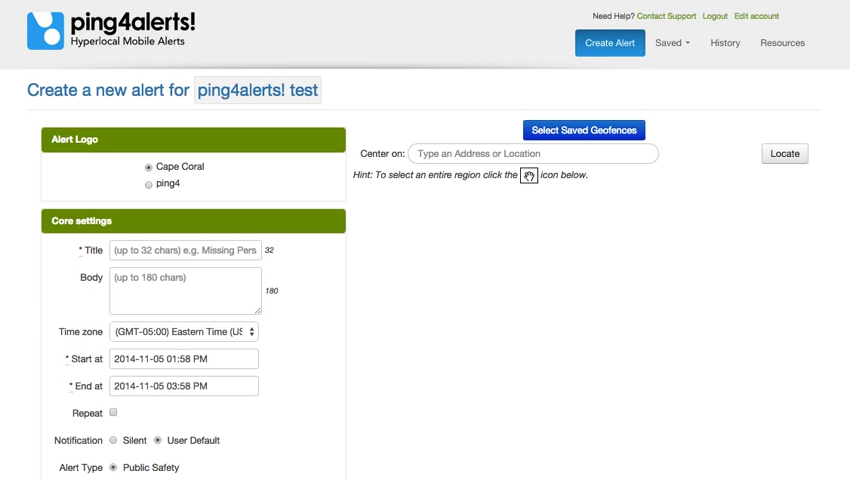 ping4alerts!
Hyperlocal Mobile Alerts
Need Help? Contact Support Logout Edit account
Create Alert Saved History Resources
Create a new alert for ping4alerts! test
Alert Logo
Cape Coral
ping4
Select Saved Geofences
Center on: Type an Address or Location Locate
Hint: To select an entire region click the icon below.
Core settings
* Title (up to 32 chars) e.g. Missing Pers 32
Body (up to 180 chars) 180
Time zone (GMT-05:00) Eastern Time (US
* Start at 2014-11-05 01:58 PM
* End at 2014-11-05 03:58 PM
Repeat
Notification Silent User Default
Alert Type Public Safety